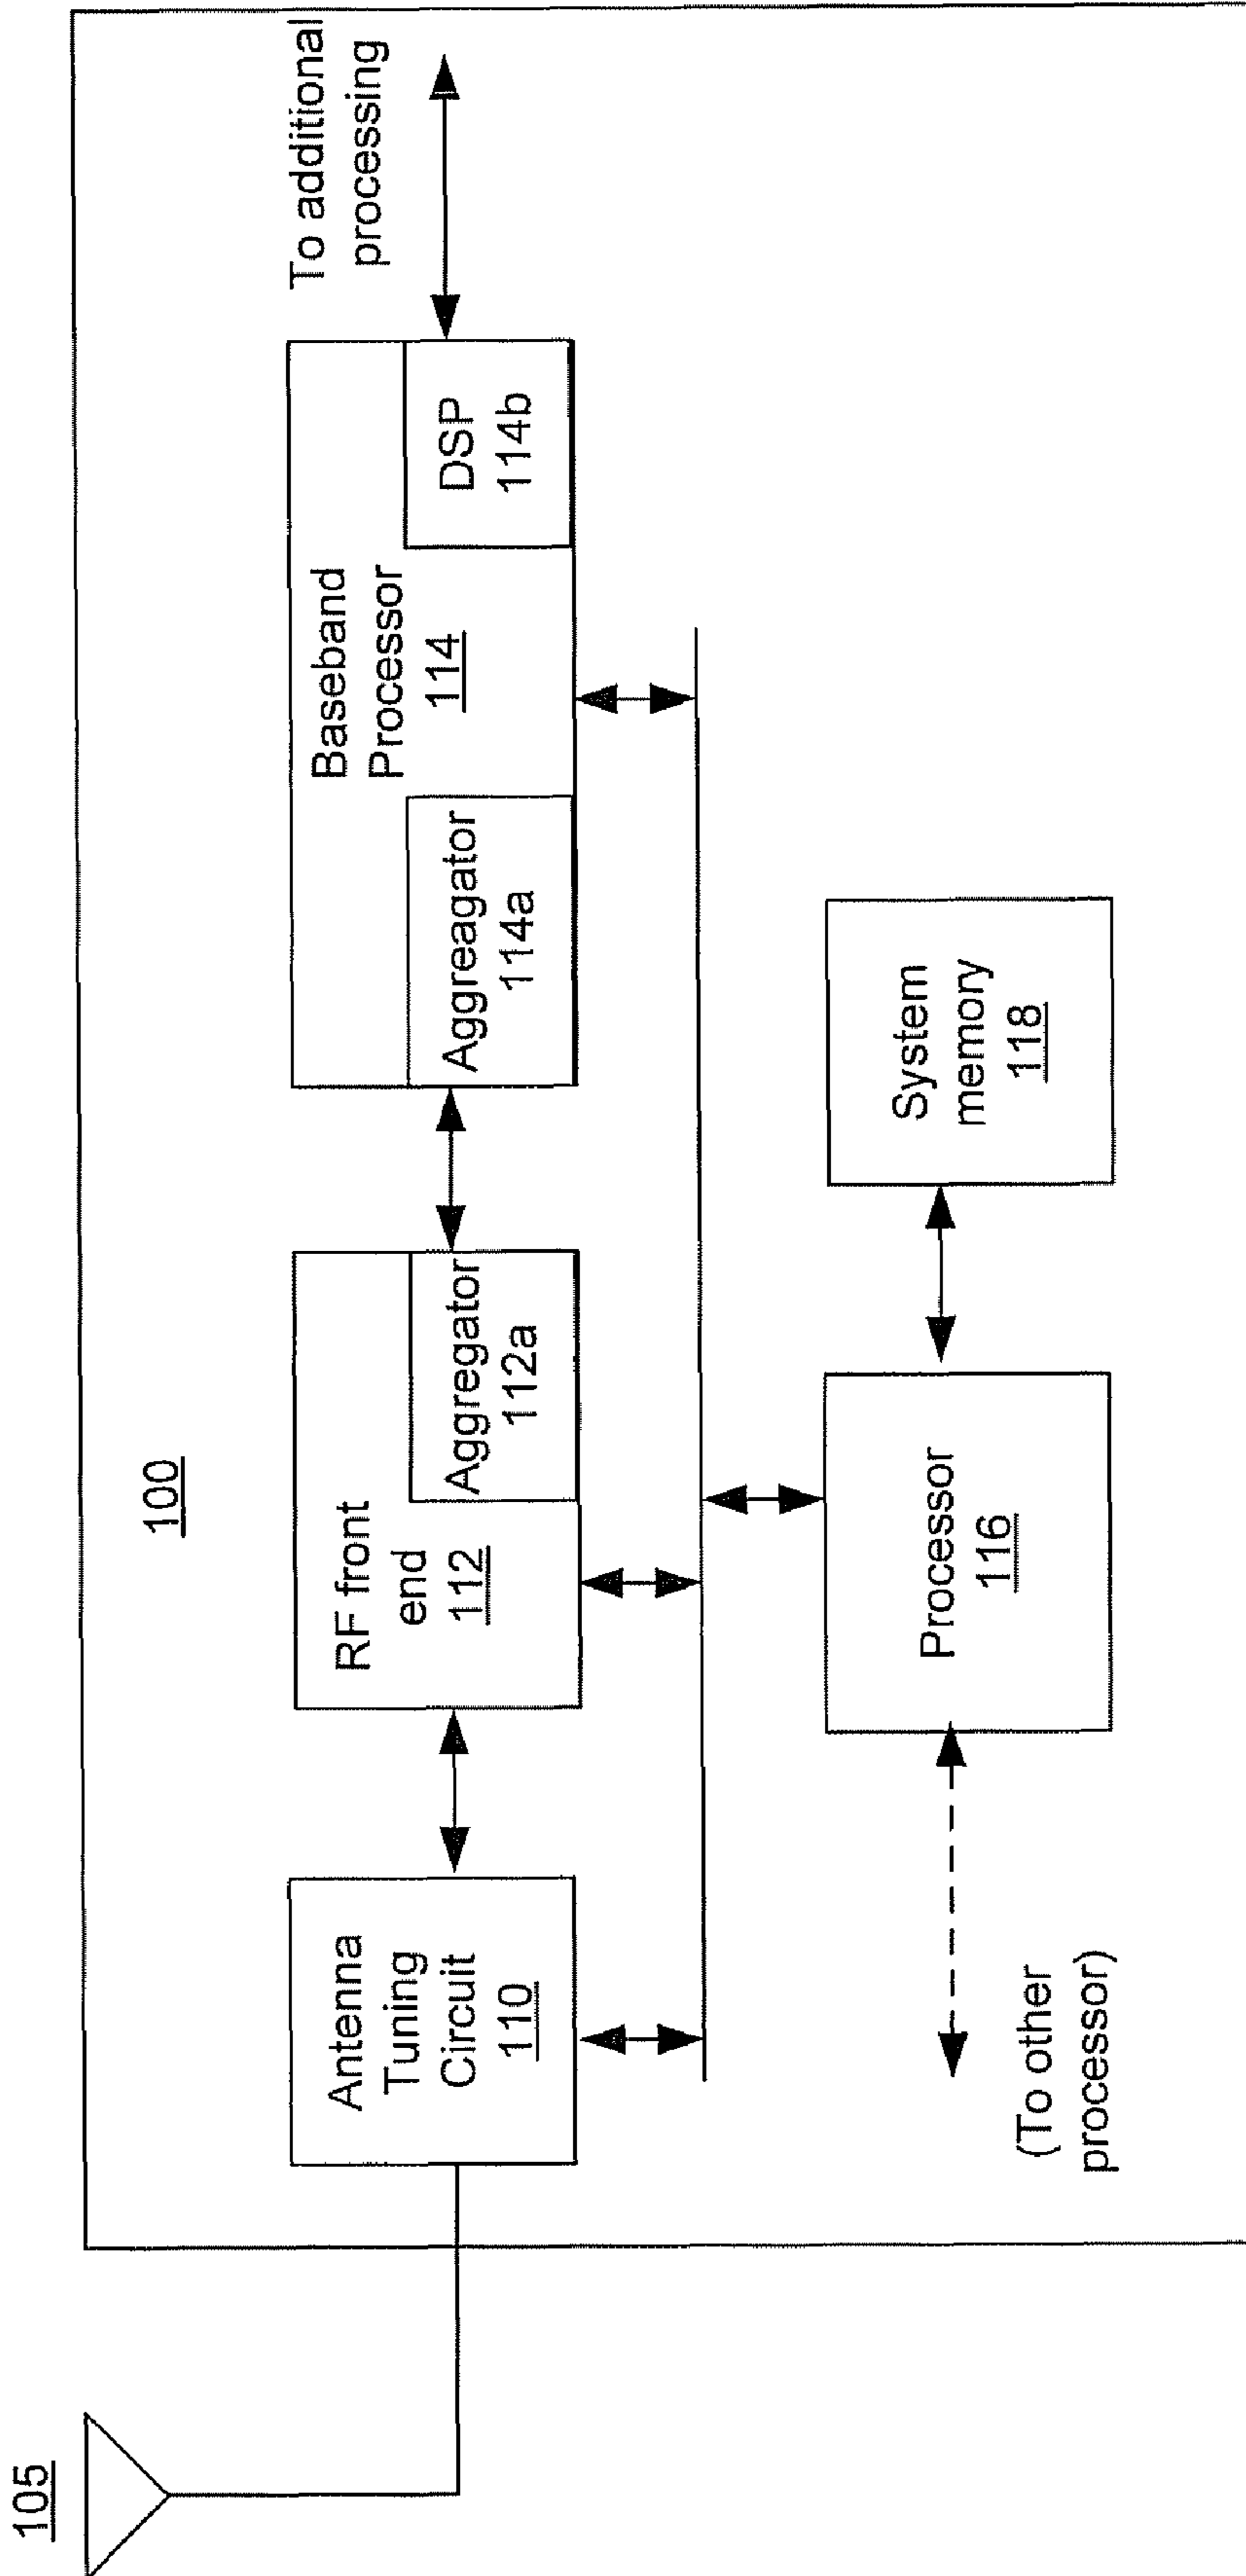 105
100
Antenna
Tuning
Circuit
110
RF front
end
112
Aggregator
112a
Baseband
Processor
114
Aggreagator
114a
DSP
114b
To additional
processing
(To other
processor)
Processor
116
System
memory
118